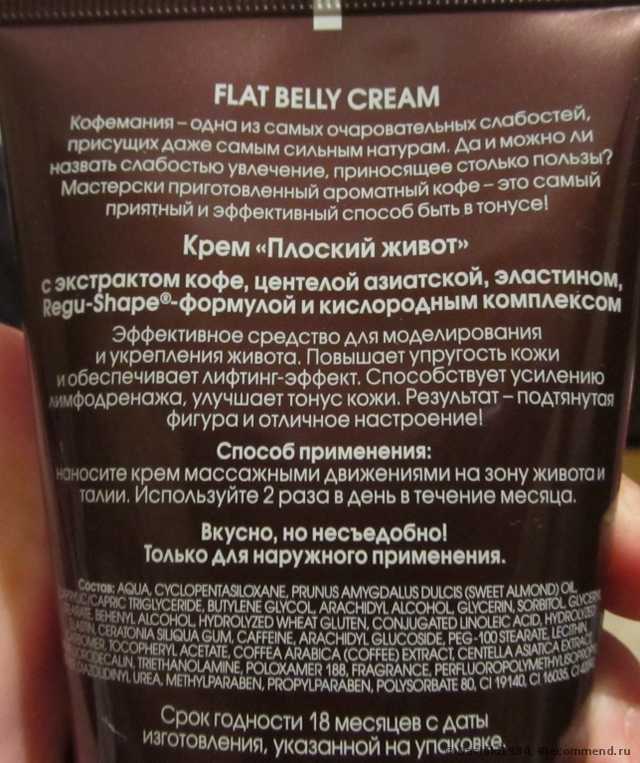 FLAT BELLY CREAM
Кофемания – одна из самых очаровательных слабостей,
присущих даже самым сильным натурам. Да и можно ли
назвать слабостью увлечение, приносящее столько пользы?
Мастерски приготовленный ароматный кофе – это самый
приятный и эффективный способ быть в тонусе!
Крем «Плоский живот»
с экстрактом кофе, центелой азиатской, эластином,
Regu-Shape®-формулой и кислородным комплексом
Эффективное средство для моделирования
и укрепления живота. Повышает упругость кожи
и обеспечивает лифтинг-эффект. Способствует усилению
лимфодренажа, улучшает тонус кожи. Результат – подтянутая
фигура и отличное настроение!
Способ применения:
наносите крем массажными движениями на зону живота и
талии. Используйте 2 раза в день в течение месяца.
Вкусно, но несъедобно!
Только для наружного применения.
Состав: AQUA, CYCLOPENTASILOXANE, PRUNUS AMYGDALUS DULCIS (SWEET ALMOND) OIL,
CAPRIC TRIGLYCERIDE, BUTYLENE GLYCOL, ARACHIDYL ALCOHOL, GLYCERIN, SORBITOL,
BEHENYL ALCOHOL, HYDROLYZED WHEAT GLUTEN, CONJUGATED LINOLEIC ACID, HYDROLYZED
CERATONIA SILIQUA GUM, CAFFEINE, ARACHIDYL GLUCOSIDE, PEG-100 STEARATE, LECITHIN,
TOCOPHERYL ACETATE, COFFEA ARABICA (COFFEE) EXTRACT, CENTELLA ASIATICA EXTRACT,
TRIETHANOLAMINE, POLOXAMER 188, FRAGRANCE,
UREA, METHYLPARABEN, PROPYLPARABEN, POLYSORBATE 80, CI 19140, CI 16035,
Срок годности 18 месяцев с даты
изготовления, указанной на упаковке.